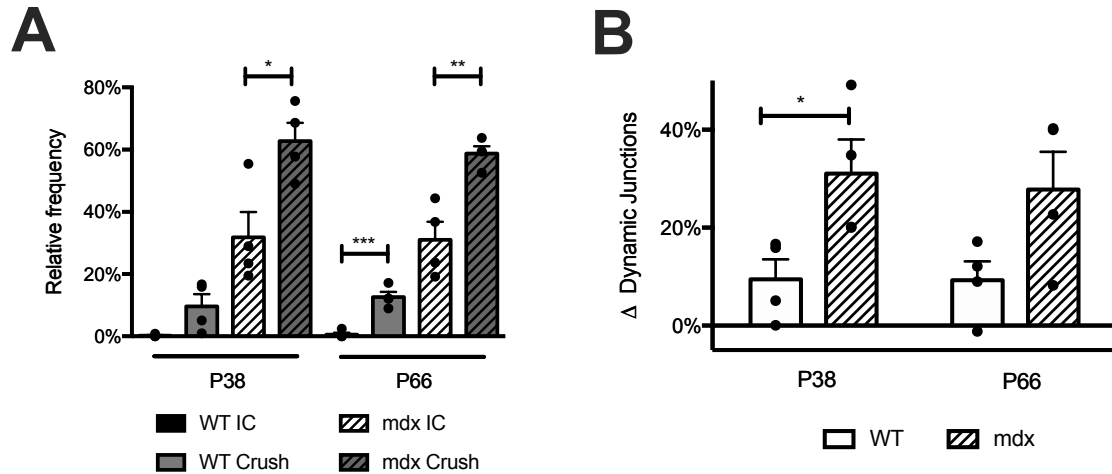 A
Relative frequency
80%
60%
40%
20%
0%
*
**
***
P38
P66
WT IC
mdx IC
WT Crush
mdx Crush
B
Δ Dynamic Junctions
40%
20%
0%
*
P38
P66
WT
mdx